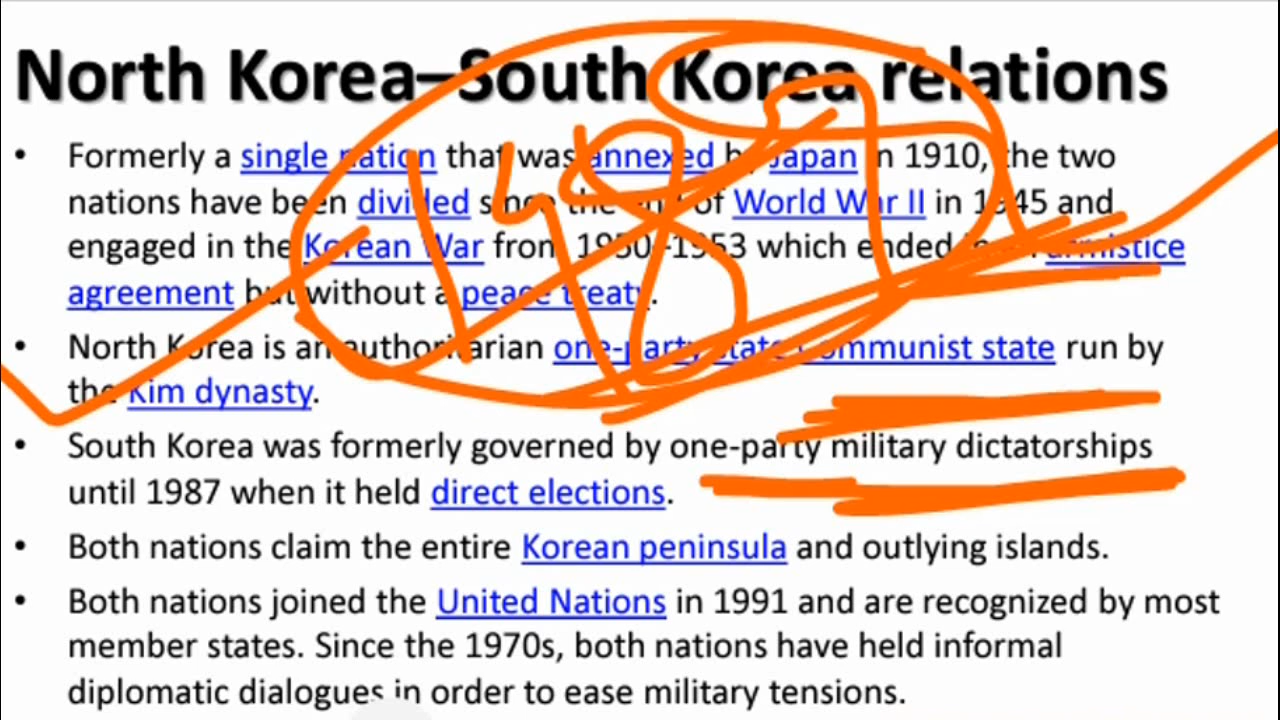 North Korea–South Korea relations
• Formerly a single nation that was annexed by Japan in 1910, the two
nations have been divided since the end of World War II in 1945 and
engaged in the Korean War from 1950-1953 which ended in an armistice
agreement but without a peace treaty.
• North Korea is an authoritarian one-party state Communist state run by
the Kim dynasty.
• South Korea was formerly governed by one-party military dictatorships
until 1987 when it held direct elections.
• Both nations claim the entire Korean peninsula and outlying islands.
• Both nations joined the United Nations in 1991 and are recognized by most
member states. Since the 1970s, both nations have held informal
diplomatic dialogues in order to ease military tensions.